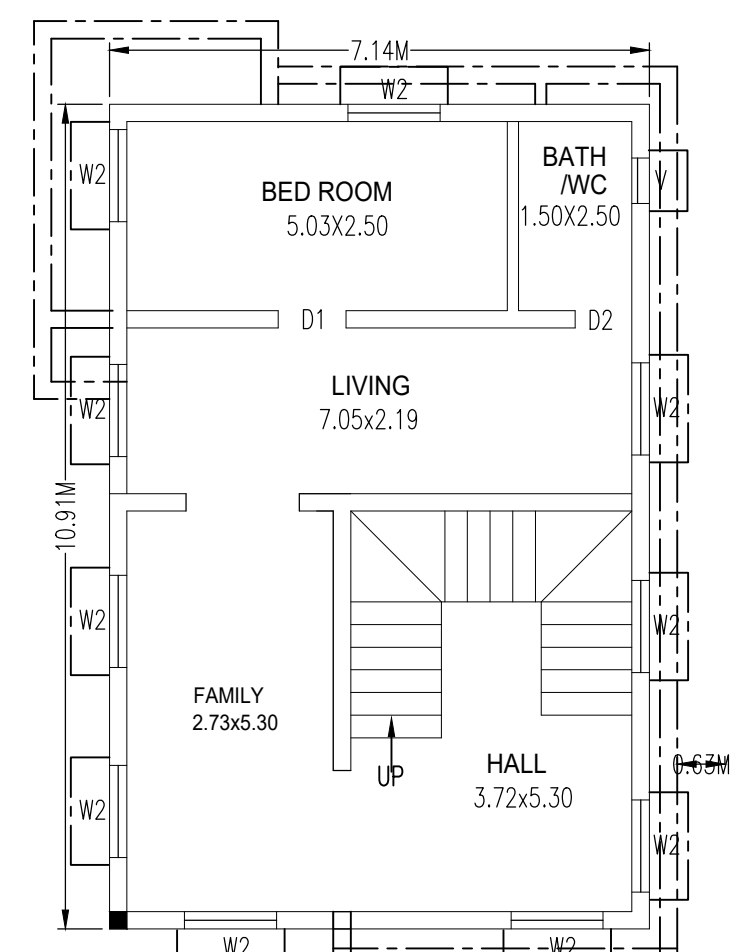 7.14M
W2
W2
BED ROOM
5.03X2.50
BATH
/WC
1.50X2.50
V
D1
D2
LIVING
7.05x2.19
W2
W2
10.91M
W2
W2
FAMILY
2.73x5.30
UP
HALL
3.72x5.30
0.63M
W2
W2
W2
W2